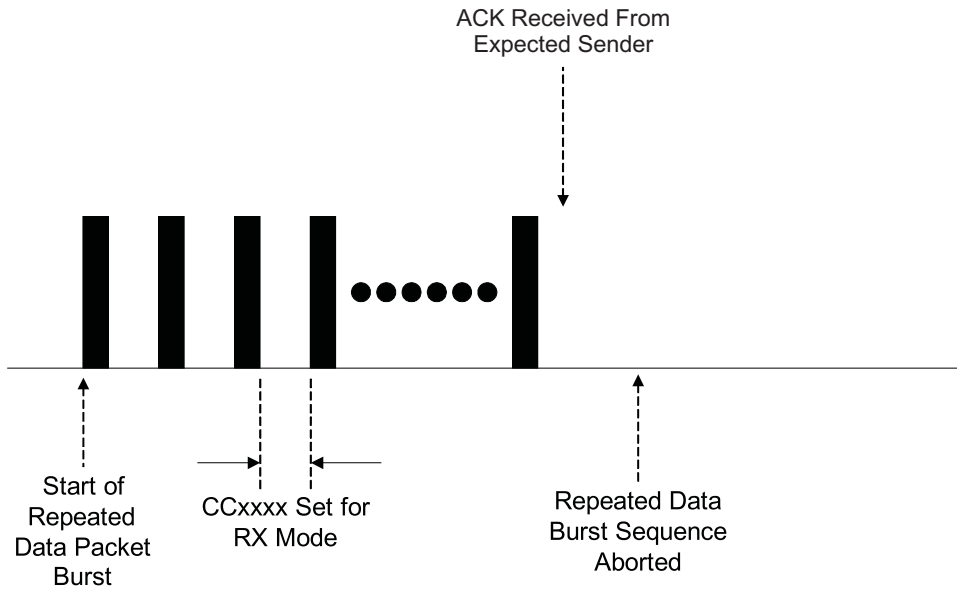 ACK Received From
Expected Sender
Start of
Repeated
Data Packet
Burst
CCxxxx Set for
RX Mode
Repeated Data
Burst Sequence
Aborted